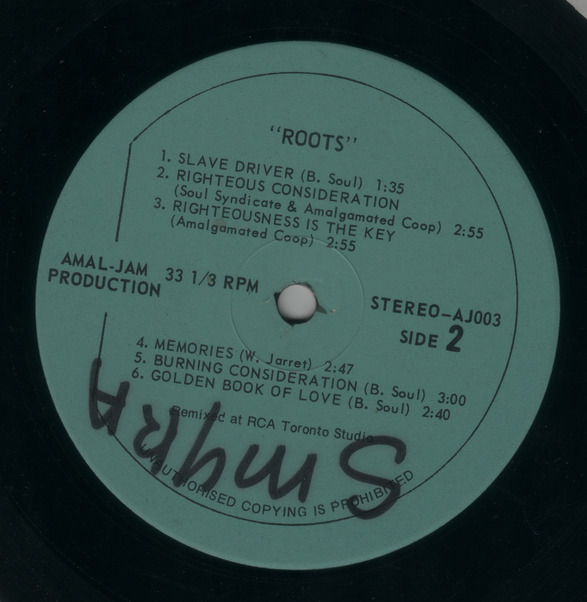 "ROOTS"
1. SLAVE DRIVER (B. Soul) 1:35
2. RIGHTEOUS CONSIDERATION
(Soul Syndicate & Amalgamated Coop) 2:55
3. RIGHTEOUSNESS IS THE KEY
(Amalgamated Coop) 2:55
AMAL-JAM
PRODUCTION
33 1/3 RPM
STEREO-AJ003
SIDE 2
4. MEMORIES (W. Jarret) 2:47
5. BURNING CONSIDERATION (B. Soul) 3:00
6. GOLDEN BOOK OF LOVE (B. Soul) 2:40
Remixed at RCA Toronto Studio
SMYRNA
UNAUTHORISED COPYING IS PROHIBITED